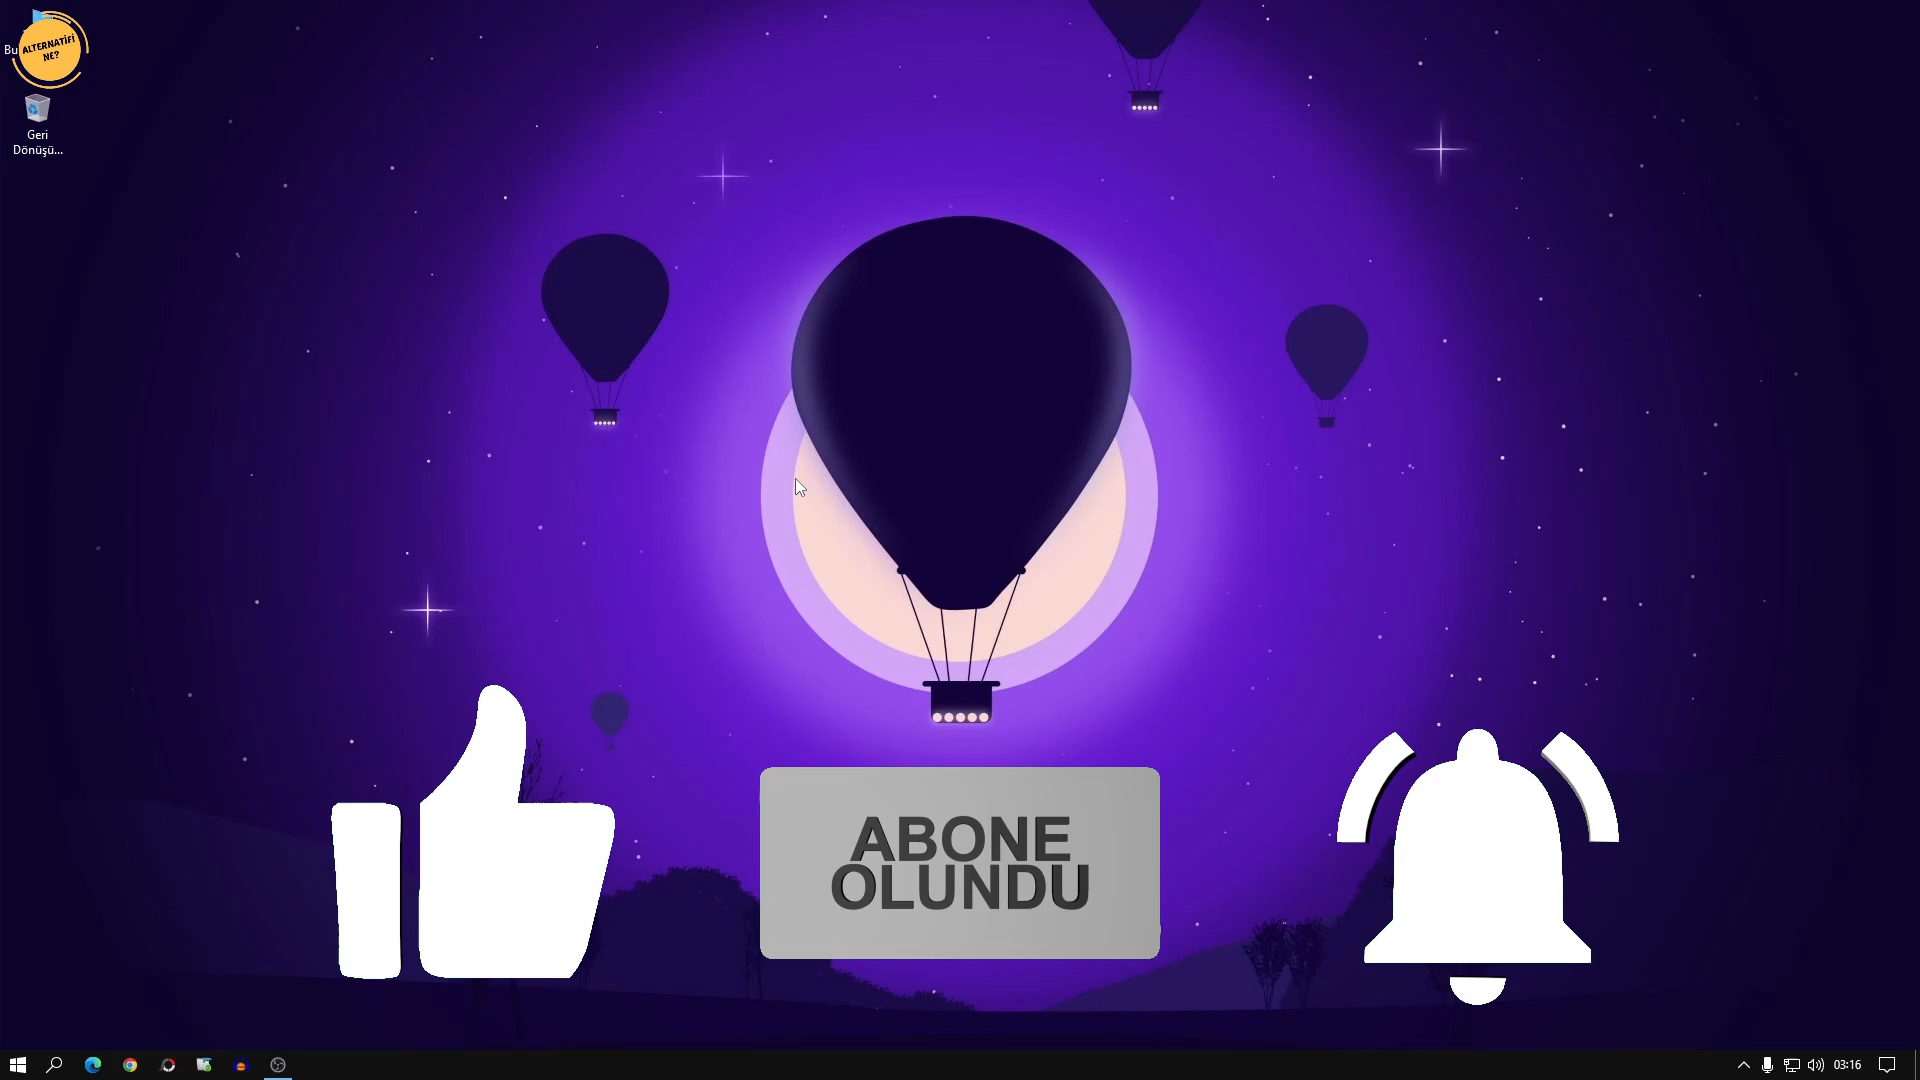 Bu
ALTERNATİFİ
NE?
Geri
Dönüşü...
ABONE
OLUNDU
03:16